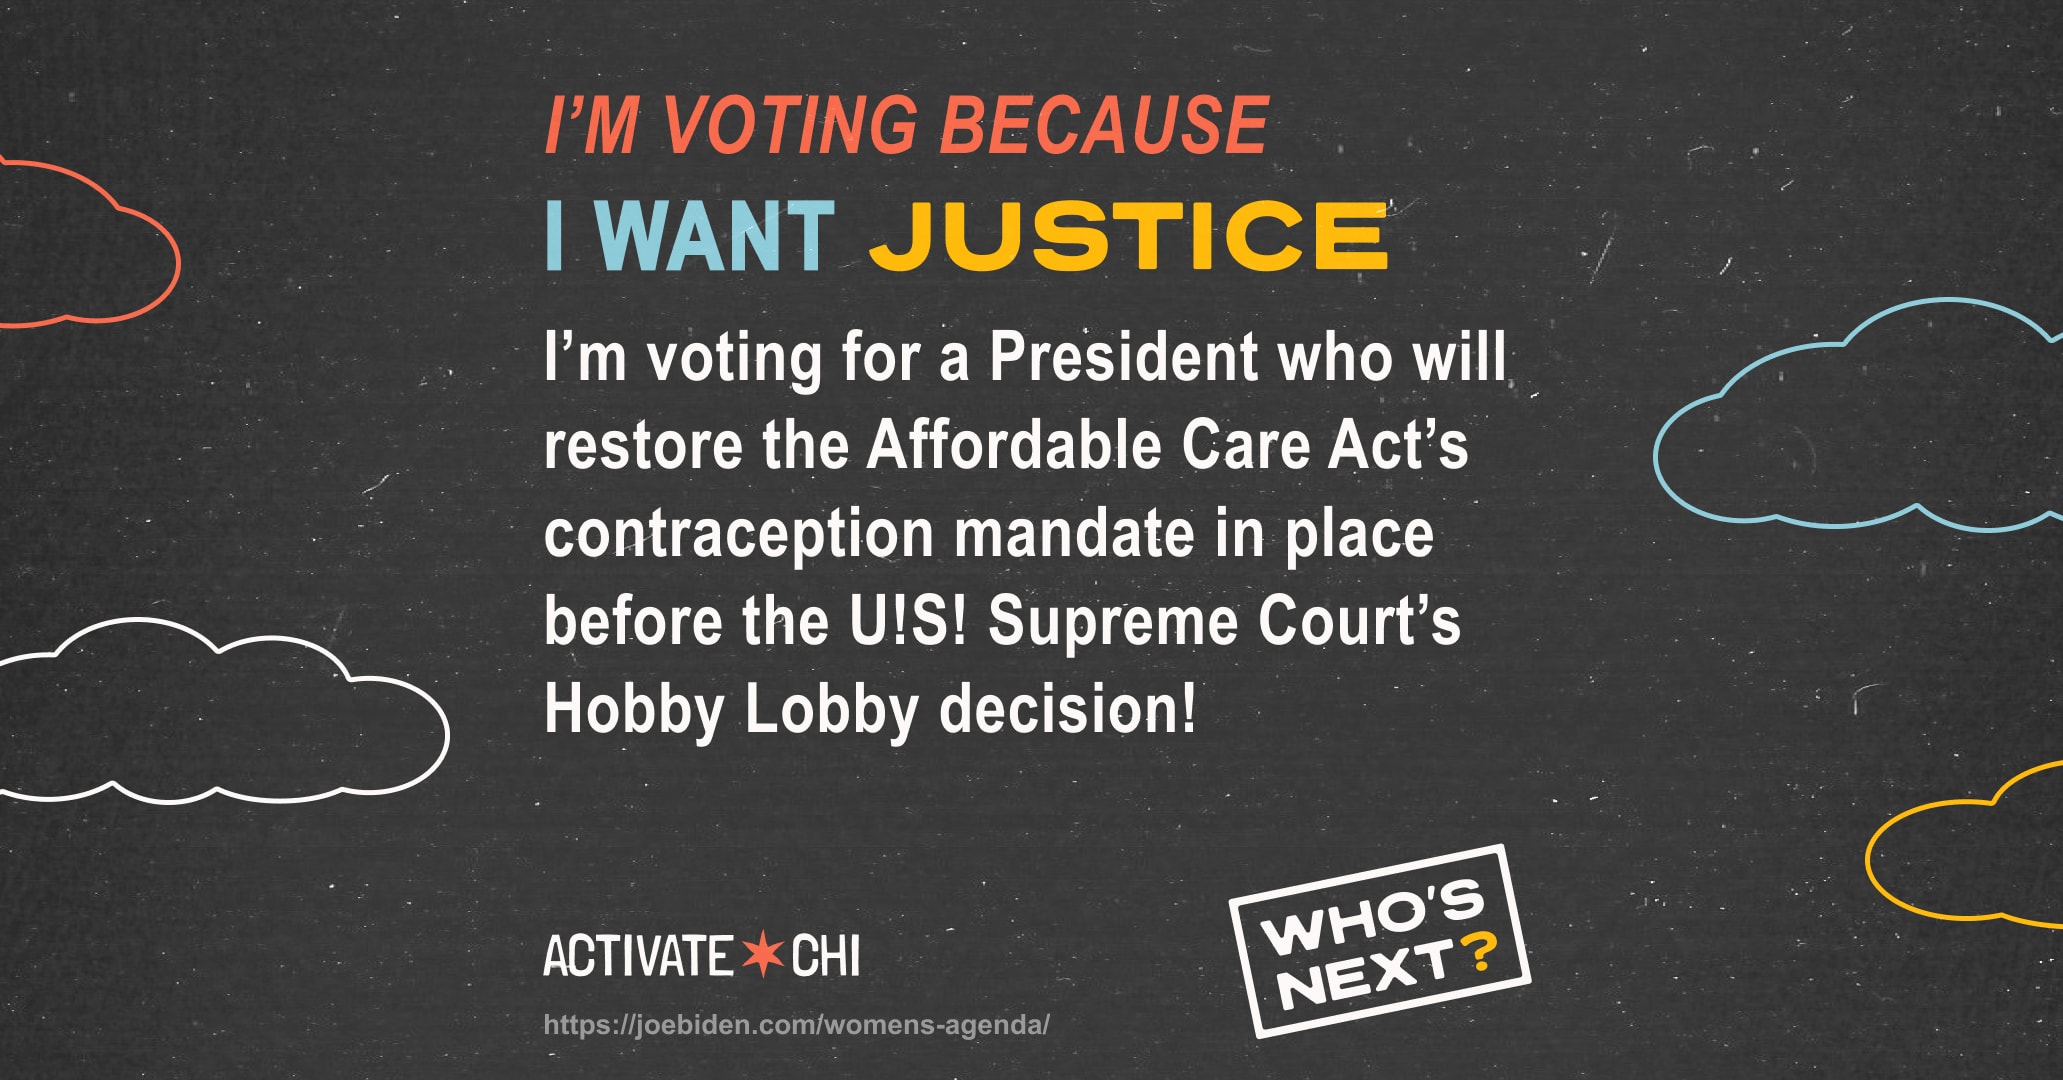 I’M VOTING BECAUSE
I WANT JUSTICE
I’m voting for a President who will
restore the Affordable Care Act’s
contraception mandate in place
before the U!S! Supreme Court’s
Hobby Lobby decision!
ACTIVATE CHI
https://joebiden.com/womens-agenda/
WHO’S
NEXT?